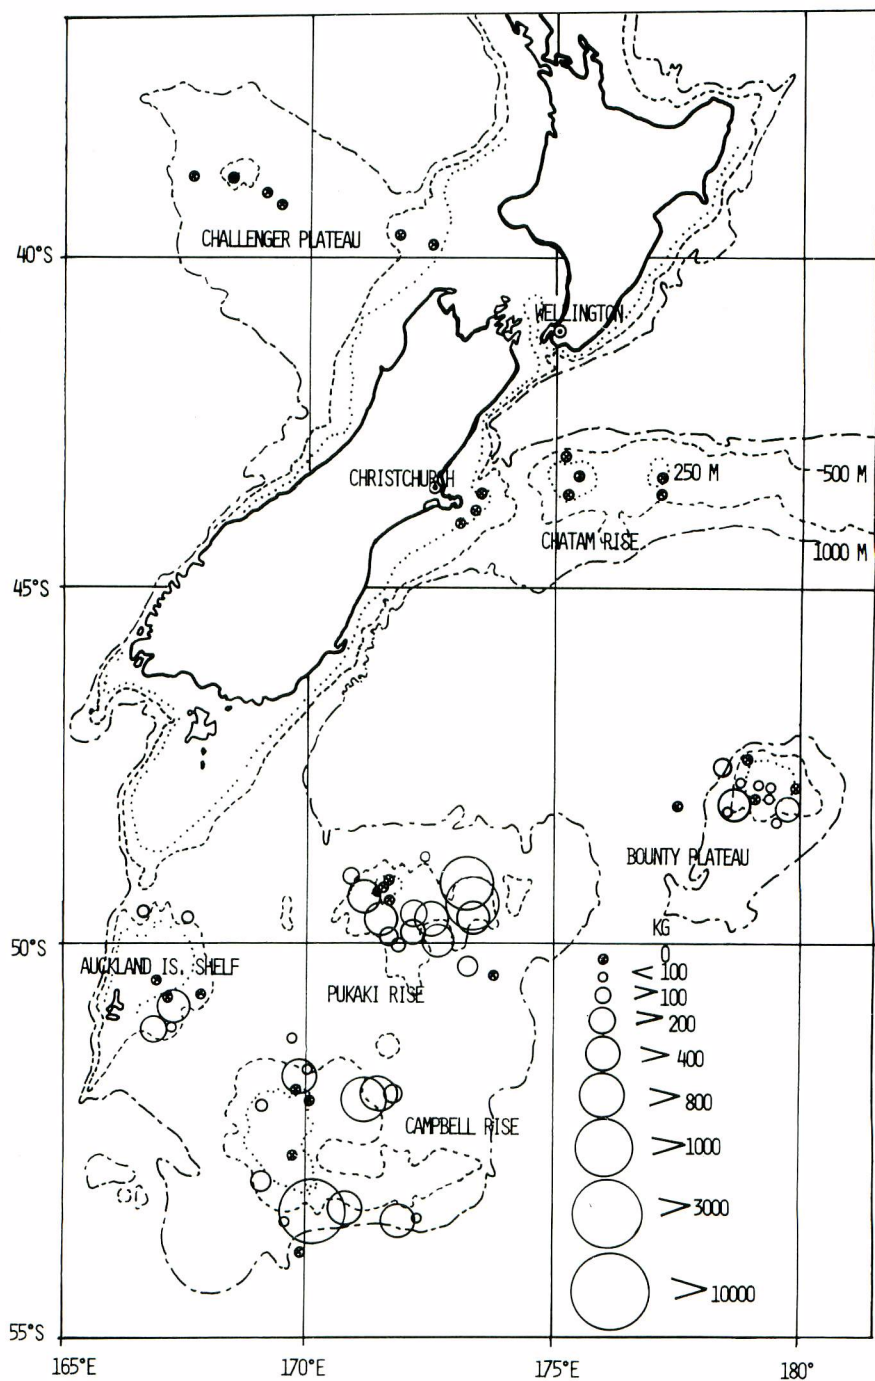 CHALLENGER PLATEAU
40°S
WELLINGTON
CHRISTCHURCH
250 M
500 M
CHATAM RISE
1000 M
45°S
BOUNTY PLATEAU
KG
50°S
0
AUCKLAND IS. SHELF
< 100
PUKAKI RISE
> 100
> 200
> 400
> 800
CAMPBELL RISE
> 1000
> 3000
> 10000
55°S
165°E 170°E 175°E 180°